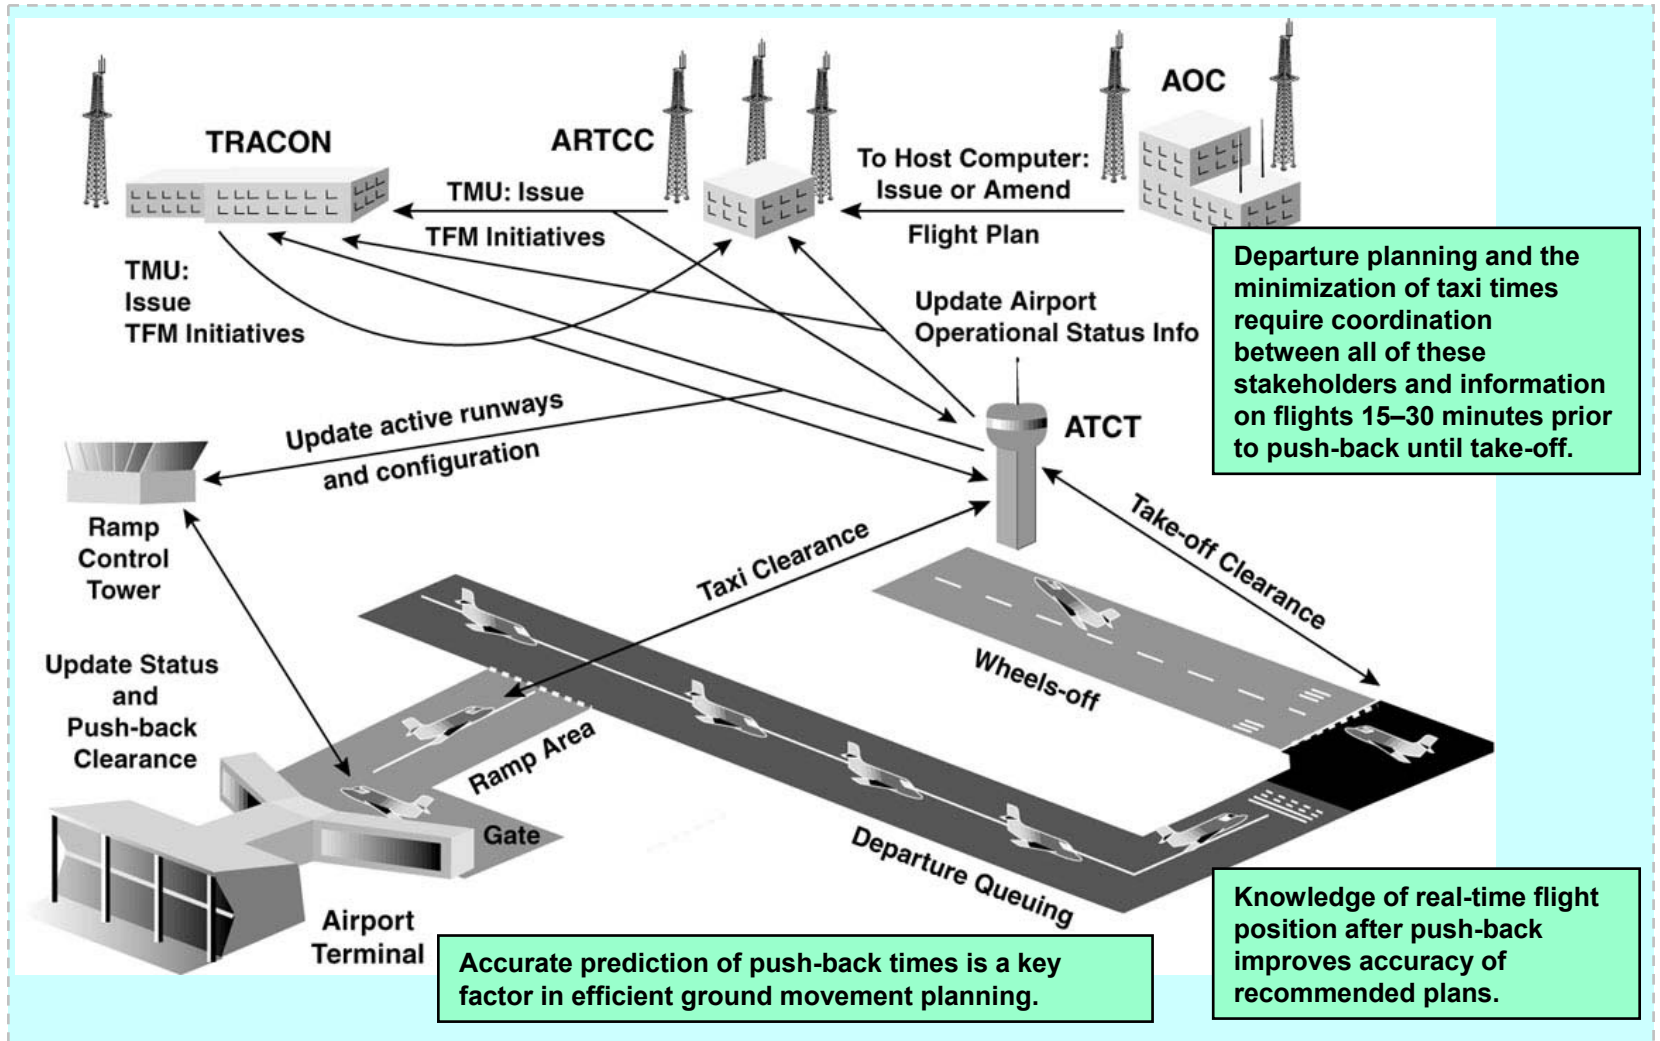 AOC
TRACON
ARTCC
To Host Computer:
Issue or Amend
Flight Plan
TMU: Issue
TFM Initiatives
TMU:
Issue
TFM Initiatives
Departure planning and the
minimization of taxi times
require coordination
between all of these
stakeholders and information
on flights 15–30 minutes prior
to push-back until take-off.
Update Airport
Operational Status Info
ATCT
Update active runways
and configuration
Ramp
Control
Tower
Taxi Clearance
Take-off Clearance
Wheels-off
Update Status
and
Push-back
Clearance
Ramp Area
Gate
Departure Queuing
Airport
Terminal
Knowledge of real-time flight
position after push-back
improves accuracy of
recommended plans.
Accurate prediction of push-back times is a key
factor in efficient ground movement planning.